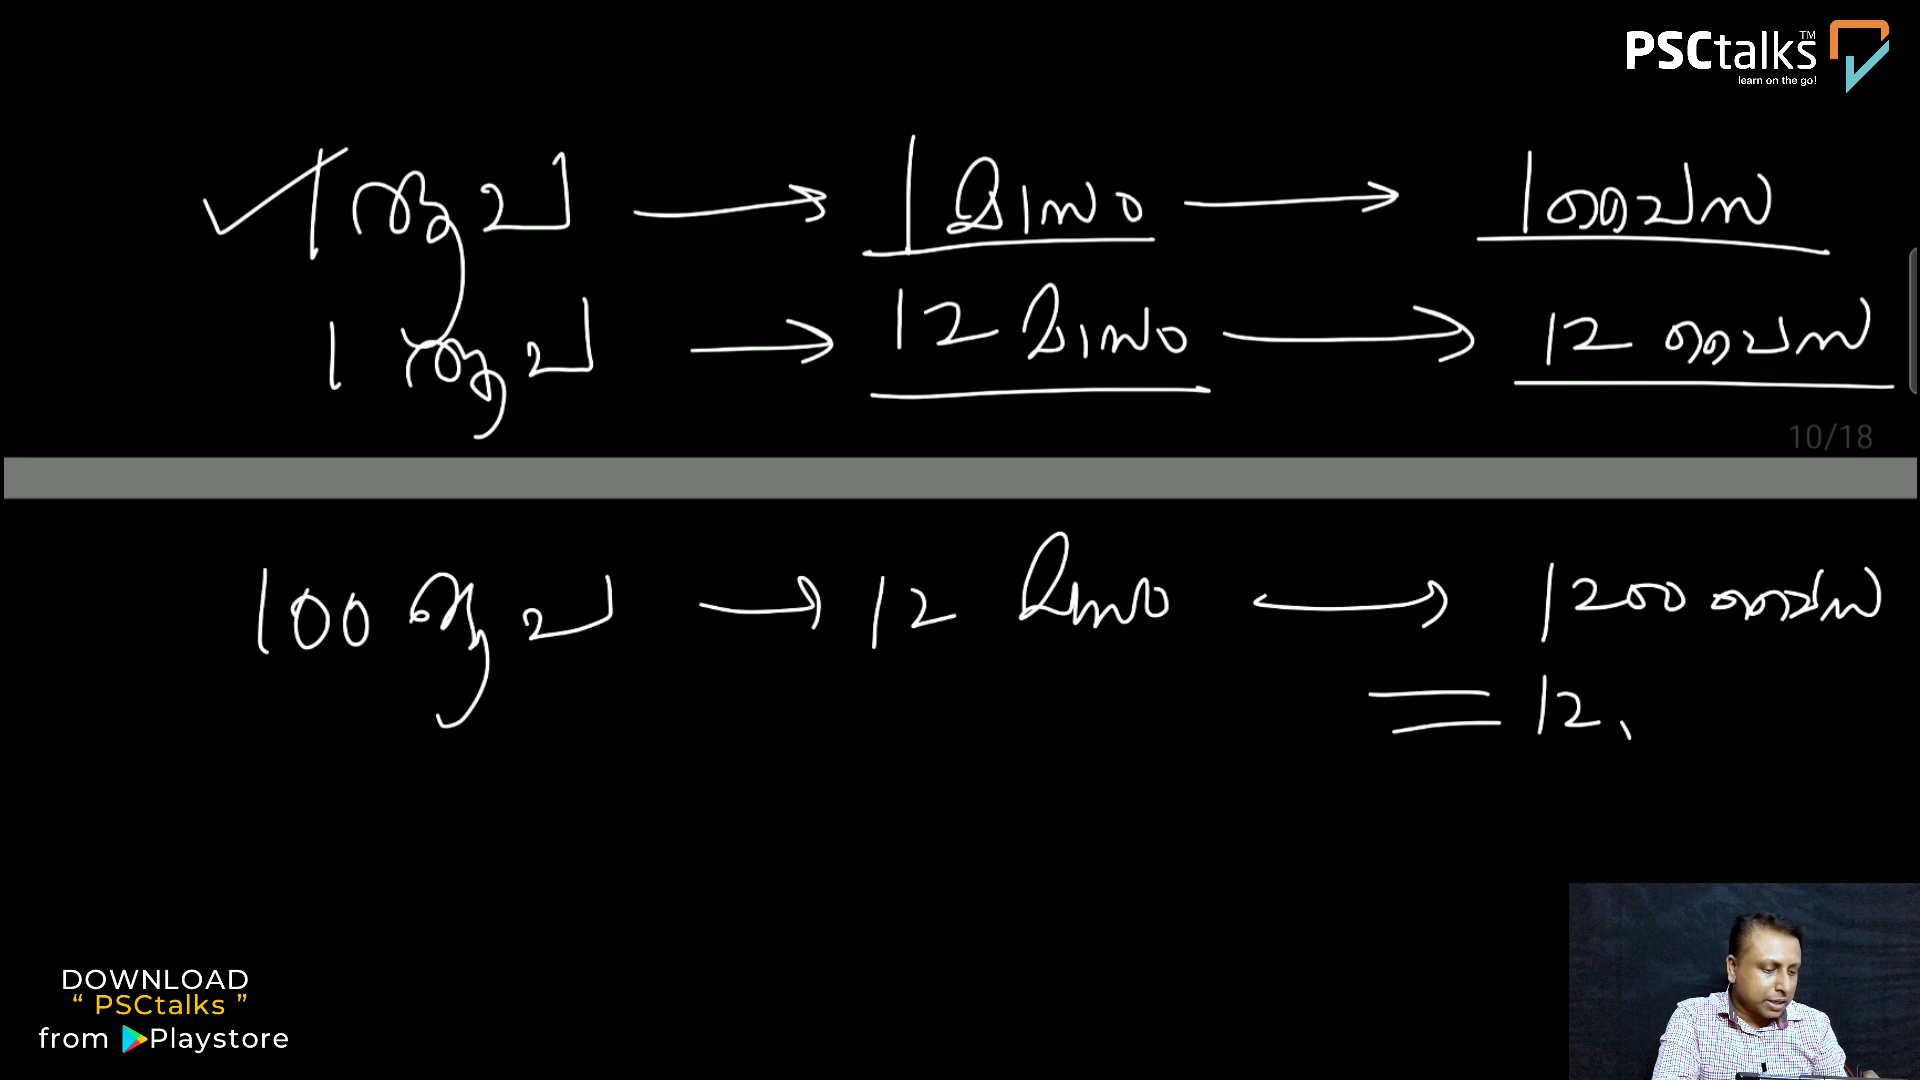 PSCtalks™
learn on the go!
1 രൂപ → 1 മാസം → 1 പൈസ
1 രൂപ → 12 മാസം → 12 പൈസ
10/18
100 രൂപ → 12 മാസം → 1200 പൈസ
= 12
DOWNLOAD
“ PSCtalks ”
from Playstore